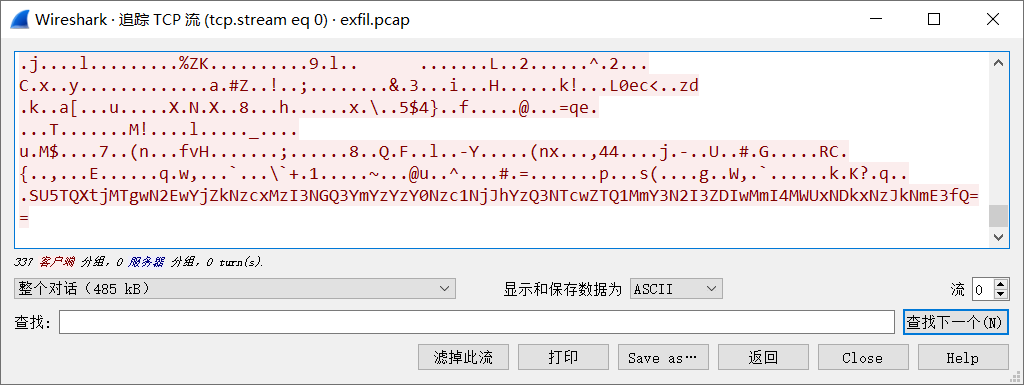 Wireshark · 追踪 TCP 流 (tcp.stream eq 0) · exfil.pcap
.j....l.........%ZK..........9.l..      .......L..2......^.2...
C.x..y.............a.#Z..!..;........&.3...i...H......k!...L0ec<..zd
.k..a[...u.....X.N.X..8...h......x.\..5$4}..f.....@...=qe.
...T.......M!....l....._....
u.M$....7..(n...fvH.......;......8..Q.F..l..-Y.....(nx...,44....j.-..U..#.G.....RC.
{..,...E......q.w,...`...\`+.1.....~...@u..^....#.=.......p...s(....g..W,.`......k.K?.q..
.SU5TQXtjMTgwN2EwYjZkNzcxMzI3NGQ3YmYzYzY0Nzc1NjJhYzQ3NTcwZTQ1MmY3N2I3ZDIwMmI4MWUxNDkxNzJkNmE3fQ=
=
337 客户端 分组, 0 服务器 分组, 0 turn(s).
整个对话 (485 kB)
显示和保存数据为
ASCII
流
0
查找:
查找下一个(N)
滤掉此流
打印
Save as…
返回
Close
Help